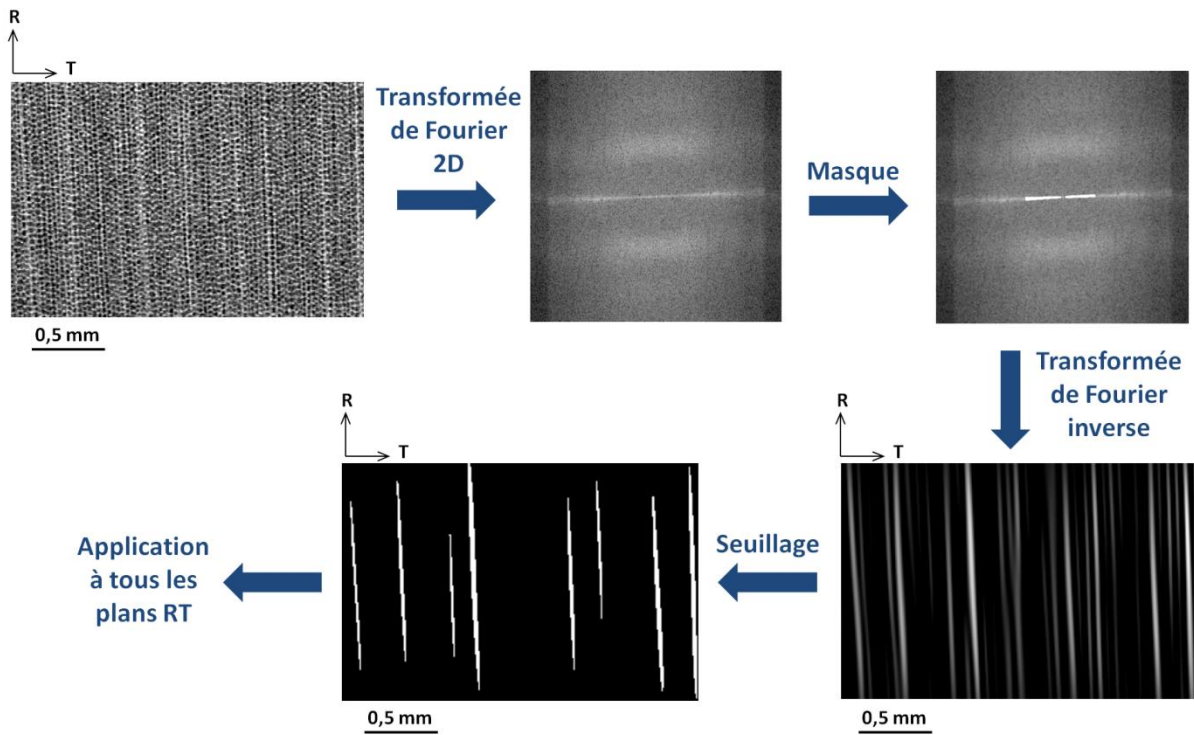 R
T
0,5 mm
Transformée
de Fourier
2D
Masque
Transformée
de Fourier
inverse
R
T
0,5 mm
Seuillage
R
T
0,5 mm
Application
à tous les
plans RT